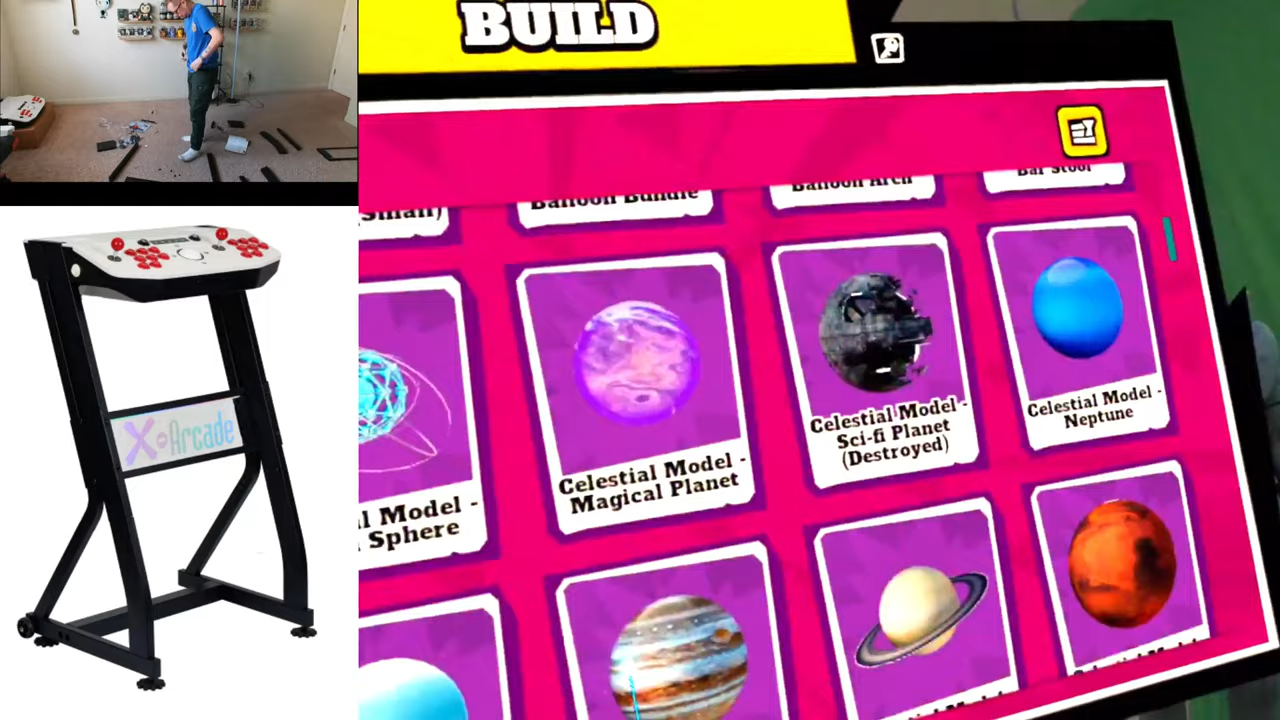 BUILD
Small)
Balloon Bundle
Balloon Arch
Bar Stool
X Arcade
l Model -
Sphere
Celestial Model -
Magical Planet
Celestial Model -
Sci-fi Planet
(Destroyed)
Celestial Model -
Neptune